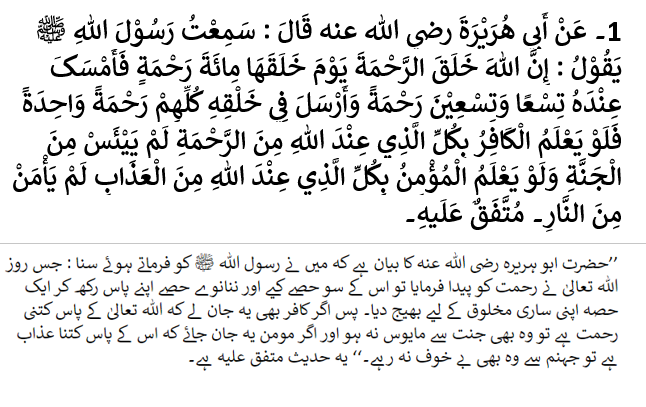 1۔ عَنْ أَبِي هُرَيْرَةَ رضي الله عنه قَالَ : سَمِعْتُ رَسُوْلَ اللهِ ﷺ
يَقُوْلُ : إِنَّ اللهَ خَلَقَ الرَّحْمَةَ يَوْمَ خَلَقَهَا مِائَةَ رَحْمَةٍ فَأَمْسَکَ
عِنْدَهُ تِسْعًا وَتِسْعِيْنَ رَحْمَةً وَأَرْسَلَ فِي خَلْقِهِ کُلِّهِمْ رَحْمَةً وَاحِدَةً
فَلَوْ يَعْلَمُ الْکَافِرُ بِکُلِّ الَّذِي عِنْدَ اللهِ مِنَ الرَّحْمَةِ لَمْ يَيْئَسْ مِنَ
الْجَنَّةِ وَلَوْ يَعْلَمُ الْمُؤْمِنُ بِکُلِّ الَّذِي عِنْدَ اللهِ مِنَ الْعَذَابِ لَمْ يَأْمَنْ
مِنَ النَّارِ۔ مُتَّفَقٌ عَلَيهِ۔
’’حضرت ابو ہریرہ رضی اللہ عنہ کا بیان ہے کہ میں نے رسول اللہ ﷺ کو فرماتے ہوئے سنا : جس روز
اللہ تعالیٰ نے رحمت کو پیدا فرمایا تو اس کے سو حصے کیے اور ننانوے حصے اپنے پاس رکھ کر ایک
حصہ اپنی ساری مخلوق کے لیے بھیج دیا۔ پس اگر کافر بھی یہ جان لے کہ اللہ تعالیٰ کے پاس کتنی
رحمت ہے تو وہ بھی جنت سے مایوس نہ ہو اور اگر مومن یہ جان جائے کہ اس کے پاس کتنا عذاب
ہے تو جہنم سے وہ بھی بے خوف نہ رہے۔‘‘ یہ حدیث متفق علیہ ہے۔